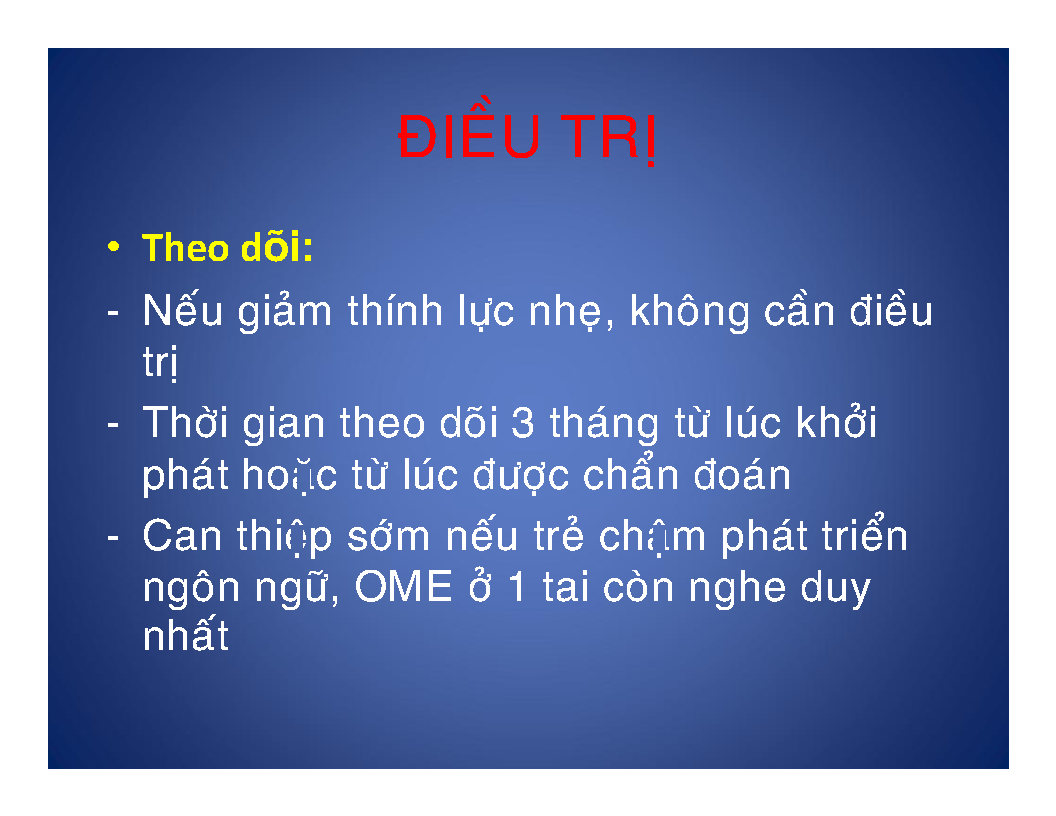 ĐIỀU TRỊ
• Theo dõi:
- Nếu giảm thính lực nhẹ, không cần điều
trị
- Thời gian theo dõi 3 tháng từ lúc khởi
phát hoặc từ lúc được chẩn đoán
- Can thiệp sớm nếu trẻ chậm phát triển
ngôn ngữ, OME ở 1 tai còn nghe duy
nhất